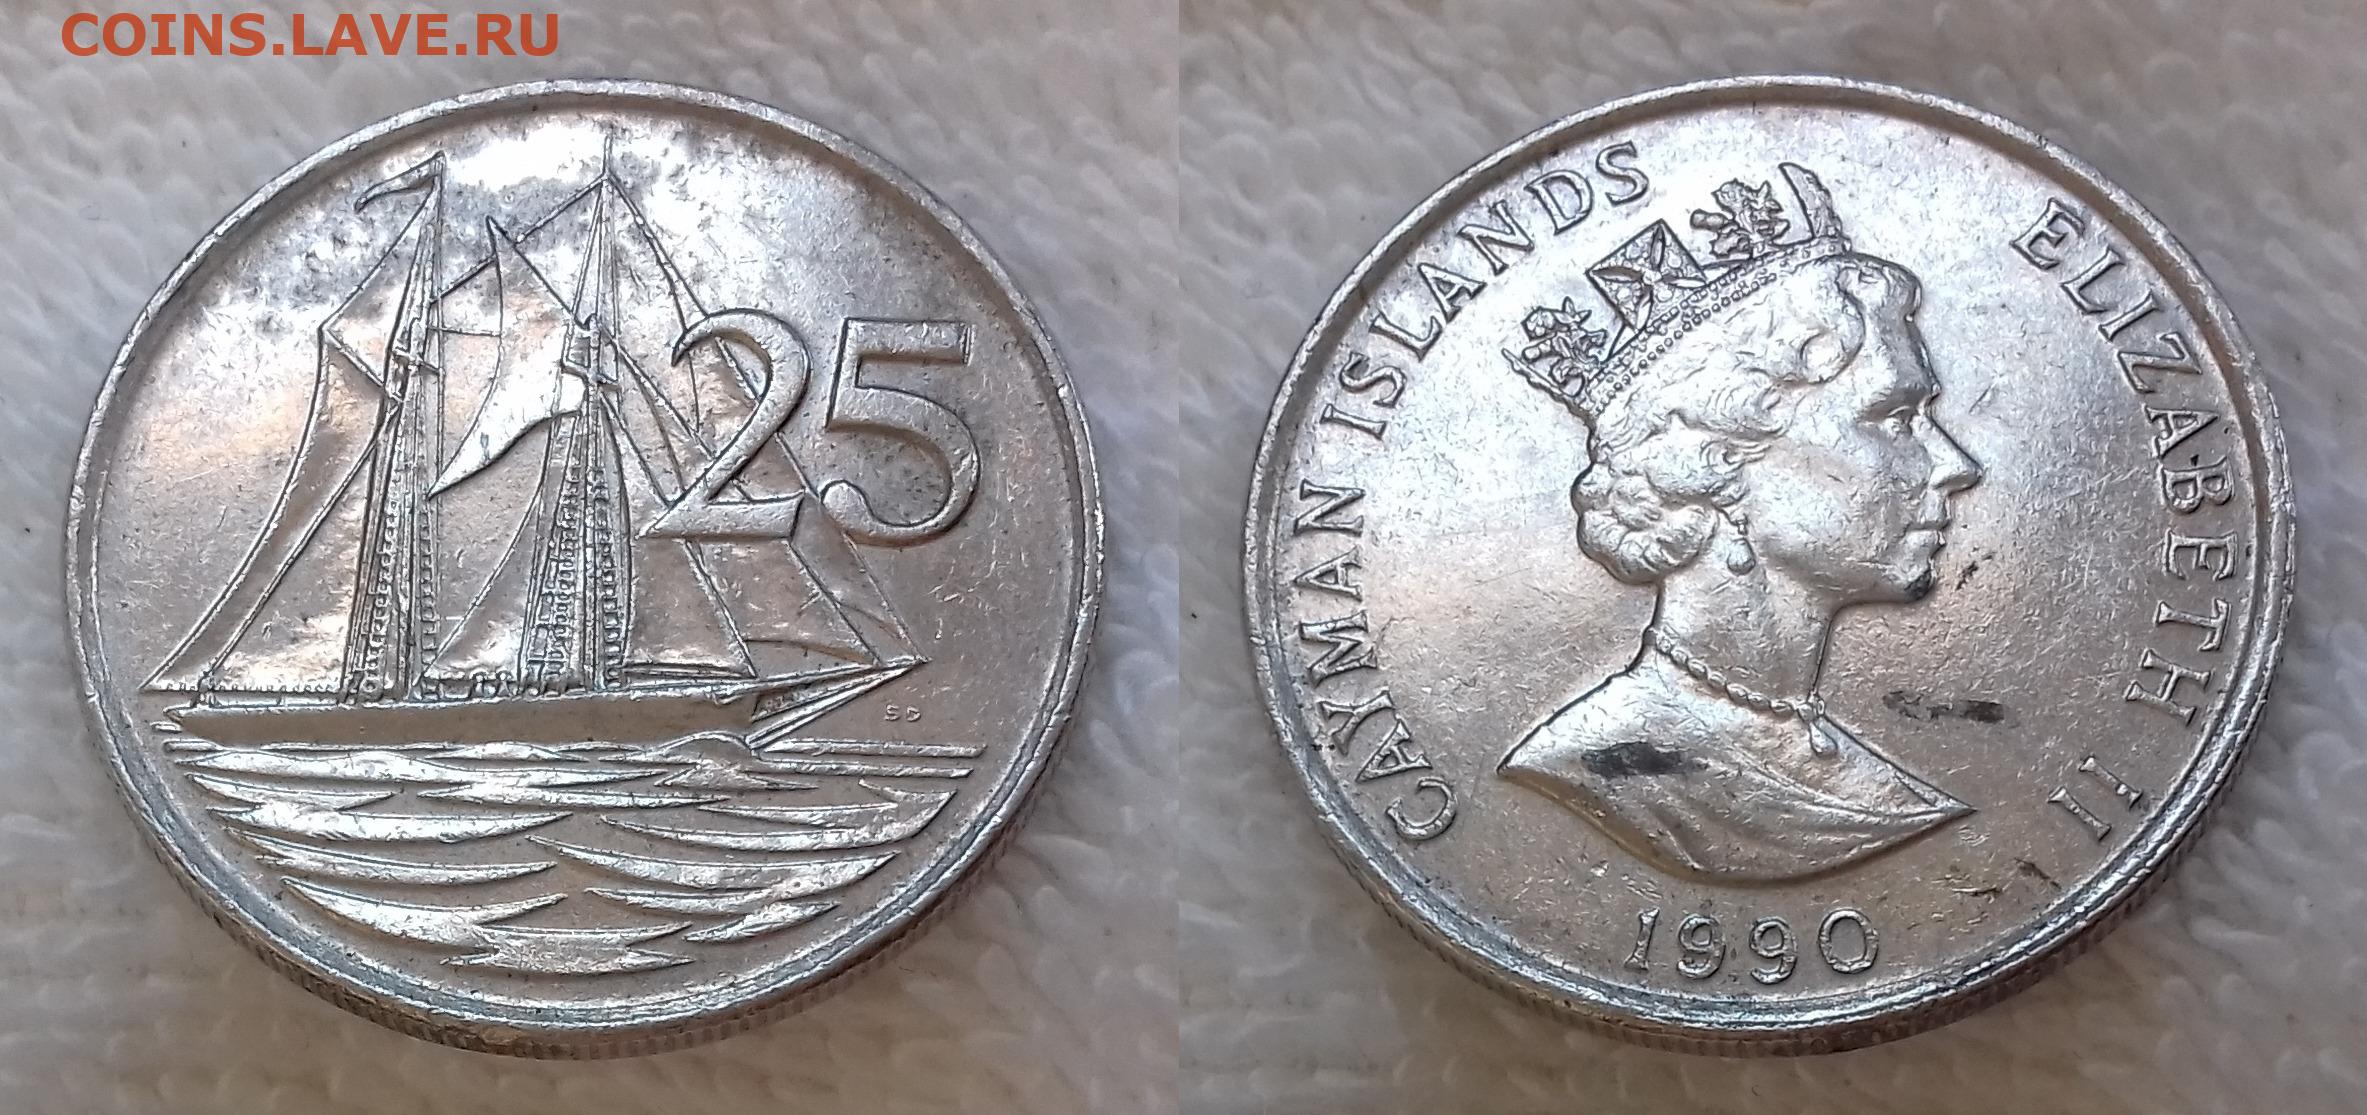 COINS.LAVE.RU
25
SD
CAYMAN ISLANDS ELIZABETH II
1990